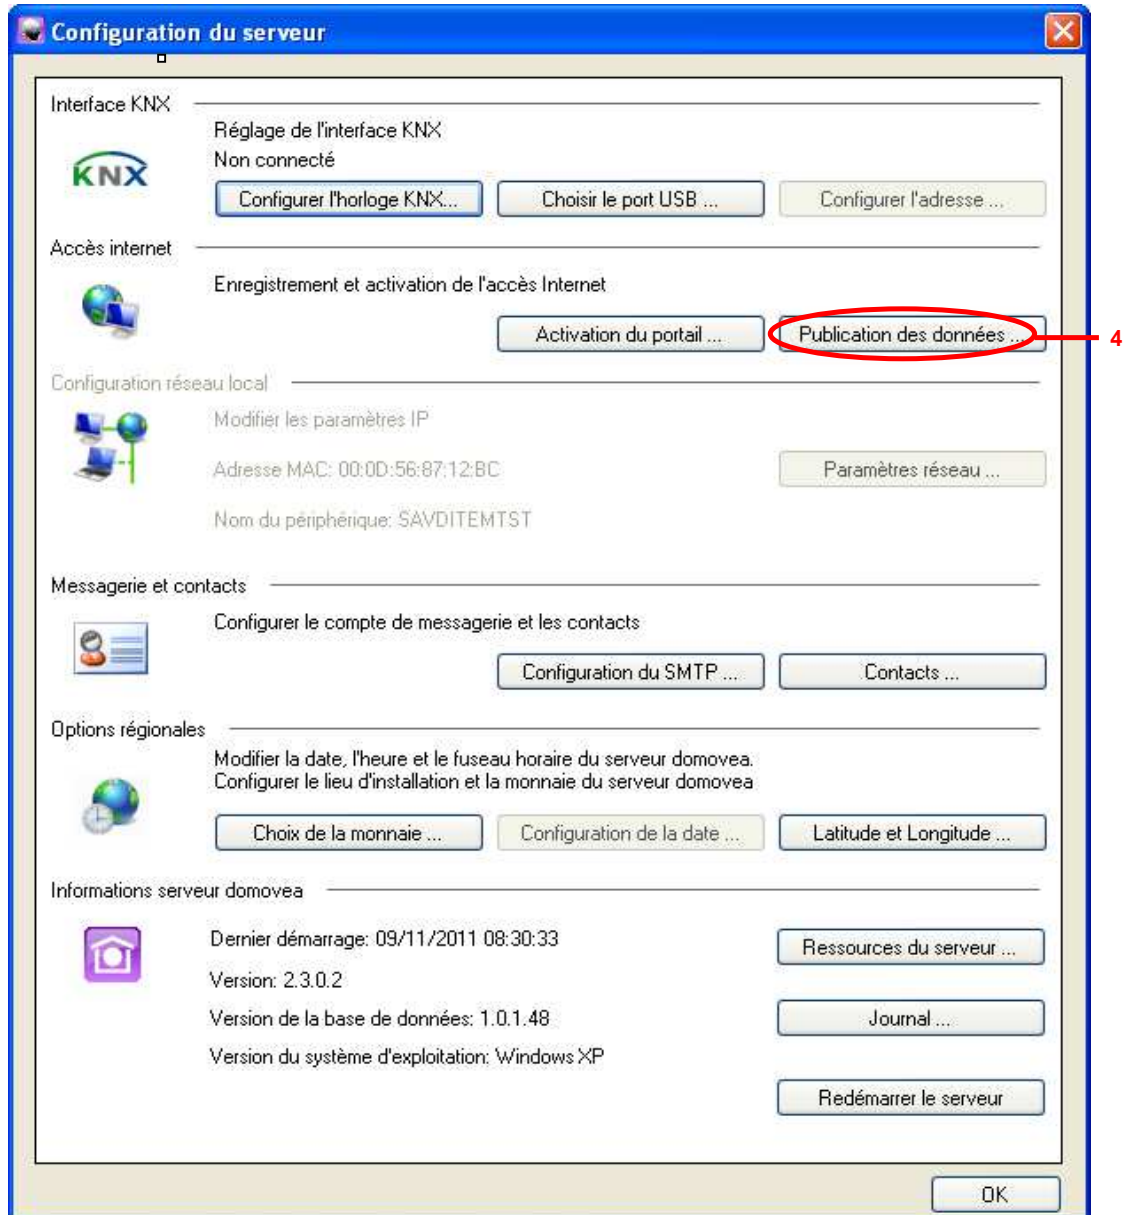 Configuration du serveur
Interface KNX
Réglage de l'interface KNX
Non connecté
KNX
Configurer l'horloge KNX... Choisir le port USB ... Configurer l'adresse ...
Accès internet
Enregistrement et activation de l'accès Internet
Activation du portail ... Publication des données ... 4
Configuration réseau local
Modifier les paramètres IP
Adresse MAC: 00:0D:56:87:12:BC Paramètres réseau ...
Nom du périphérique: SAVDITEMTST
Messagerie et contacts
Configurer le compte de messagerie et les contacts
Configuration du SMTP ... Contacts ...
Options régionales
Modifier la date, l'heure et le fuseau horaire du serveur domovea.
Configurer le lieu d'installation et la monnaie du serveur domovea
Choix de la monnaie ... Configuration de la date ... Latitude et Longitude ...
Informations serveur domovea
Dernier démarrage: 09/11/2011 08:30:33 Ressources du serveur ...
Version: 2.3.0.2
Version de la base de données: 1.0.1.48 Journal ...
Version du système d'exploitation: Windows XP
Redémarrer le serveur
OK